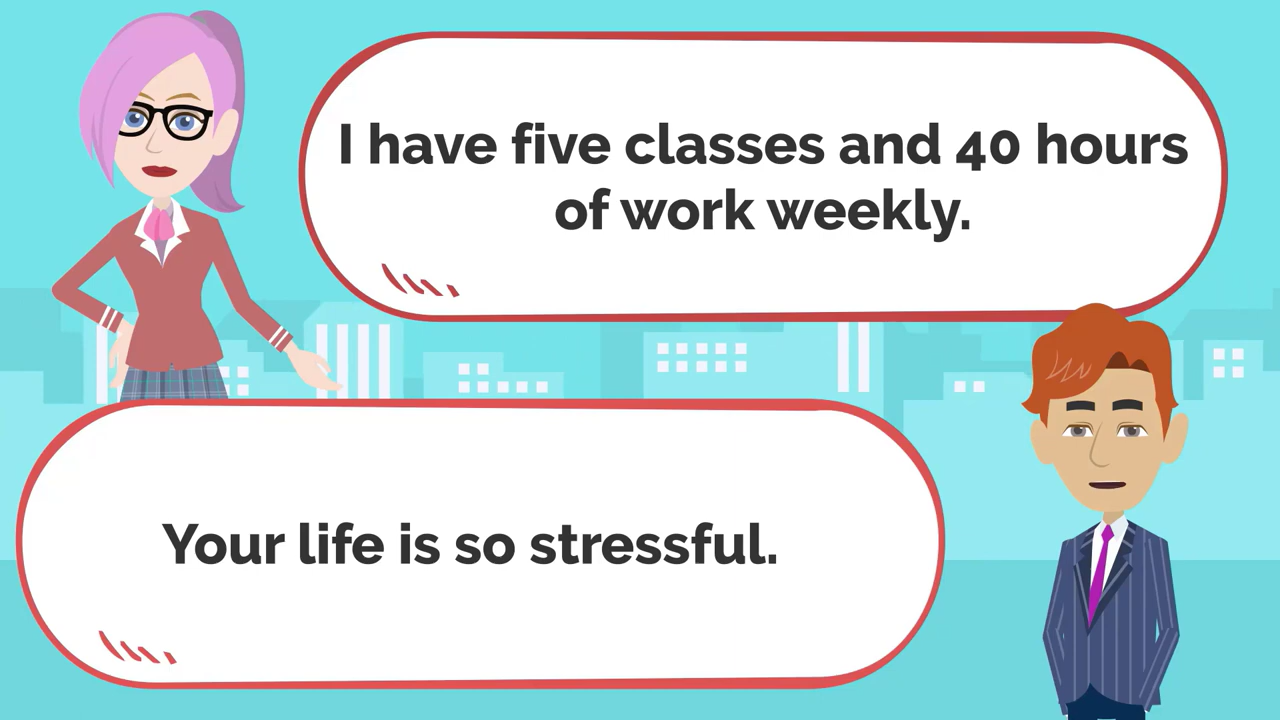 I have five classes and 40 hours
of work weekly.
Your life is so stressful.